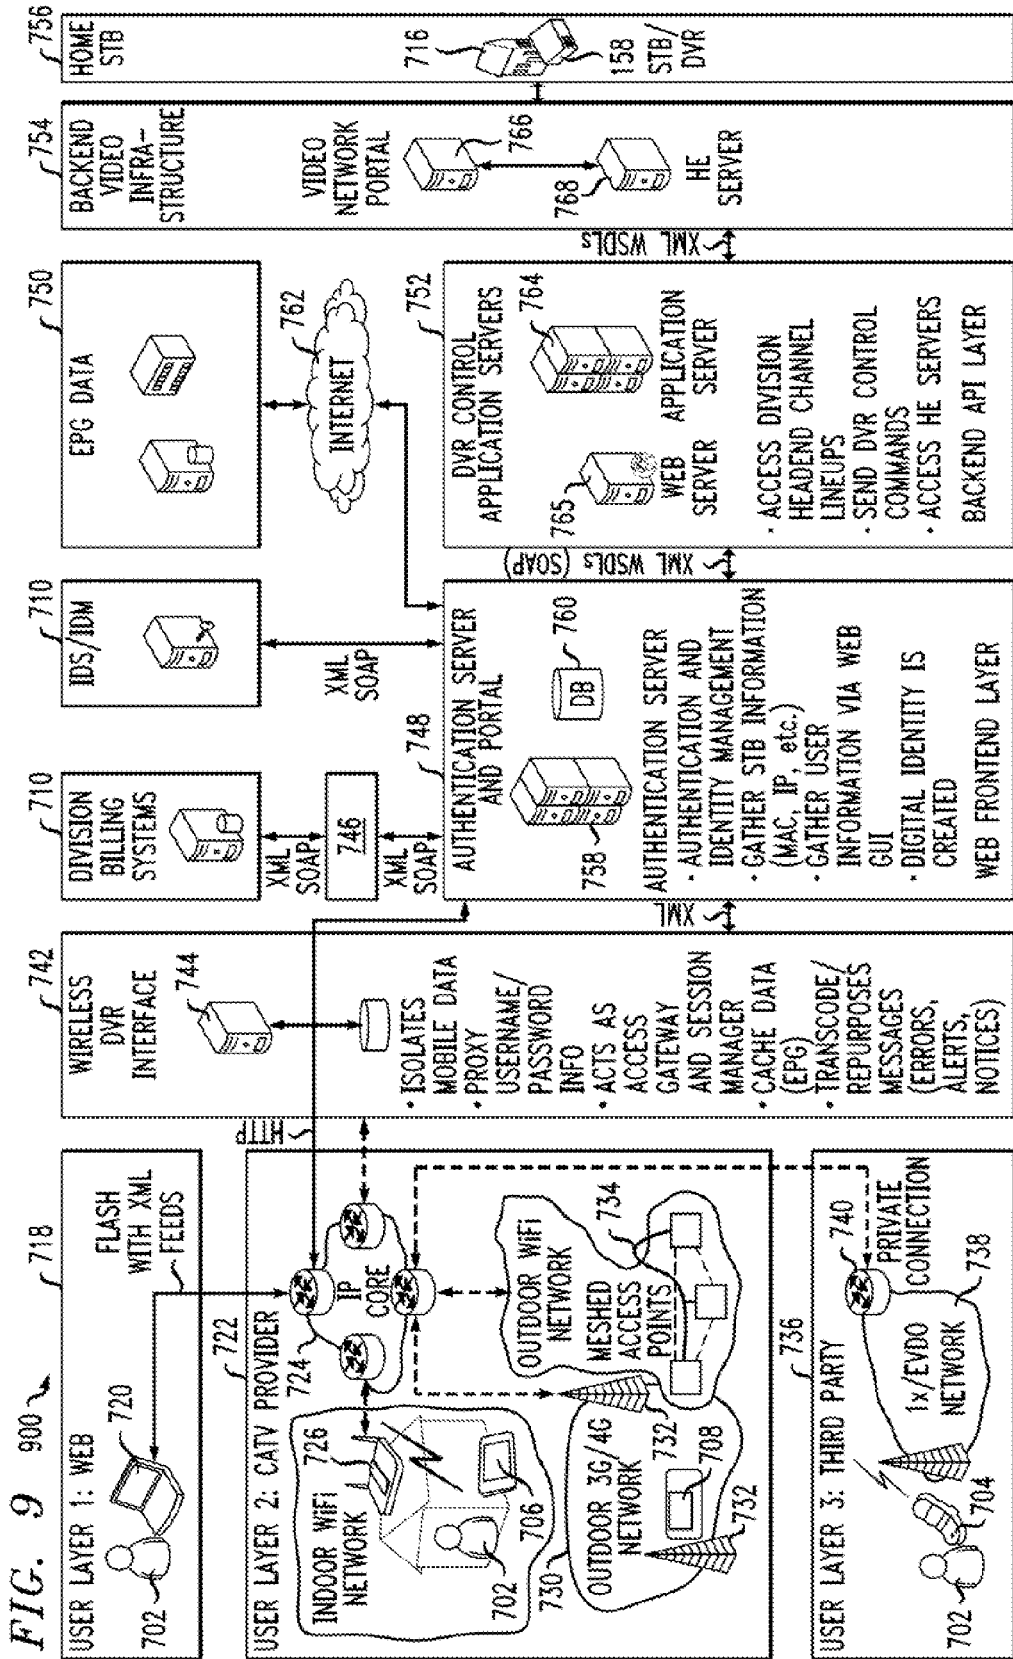 FIG. 9
900
718
USER LAYER 1: WEB
720
702
FLASH
WITH XML
FEEDS
722
USER LAYER 2: CATV PROVIDER
724
IP
CORE
INDOOR WiFi
NETWORK
726
706
702
730
OUTDOOR 3G/4G
NETWORK
732
708
732
OUTDOOR WiFi
NETWORK
MESHED
ACCESS
POINTS
734
736
USER LAYER 3: THIRD PARTY
740
PRIVATE
CONNECTION
738
1x/EVDO
NETWORK
704
702
HTTP
742
WIRELESS
DVR
INTERFACE
744
• ISOLATES
MOBILE DATA
• PROXY
USERNAME/
PASSWORD
INFO
• ACTS AS
ACCESS
GATEWAY
AND SESSION
MANAGER
• CACHE DATA
(EPG)
• TRANSCODE/
REPURPOSES
MESSAGES
(ERRORS,
ALERTS,
NOTICES)
XML
710
DIVISION
BILLING
SYSTEMS
XML
SOAP
746
XML
SOAP
710
IDS/IDM
XML
SOAP
748
AUTHENTICATION SERVER
AND PORTAL
758
DB
760
AUTHENTICATION SERVER
• AUTHENTICATION AND
IDENTITY MANAGEMENT
• GATHER STB INFORMATION
(MAC, IP, etc.)
• GATHER USER
INFORMATION VIA WEB
GUI
• DIGITAL IDENTITY IS
CREATED
WEB FRONTEND LAYER
XML WSDLs (SOAP)
750
EPG DATA
762
INTERNET
752
DVR CONTROL
APPLICATION SERVERS
764
765
WEB
SERVER
APPLICATION
SERVER
• ACCESS DIVISION
HEADEND CHANNEL
LINEUPS
• SEND DVR CONTROL
COMMANDS
• ACCESS HE SERVERS
BACKEND API LAYER
XML WSDLs
754
BACKEND
VIDEO
INFRA-
STRUCTURE
VIDEO
NETWORK
PORTAL
766
768
HE
SERVER
756
HOME
STB
716
158
STB/
DVR